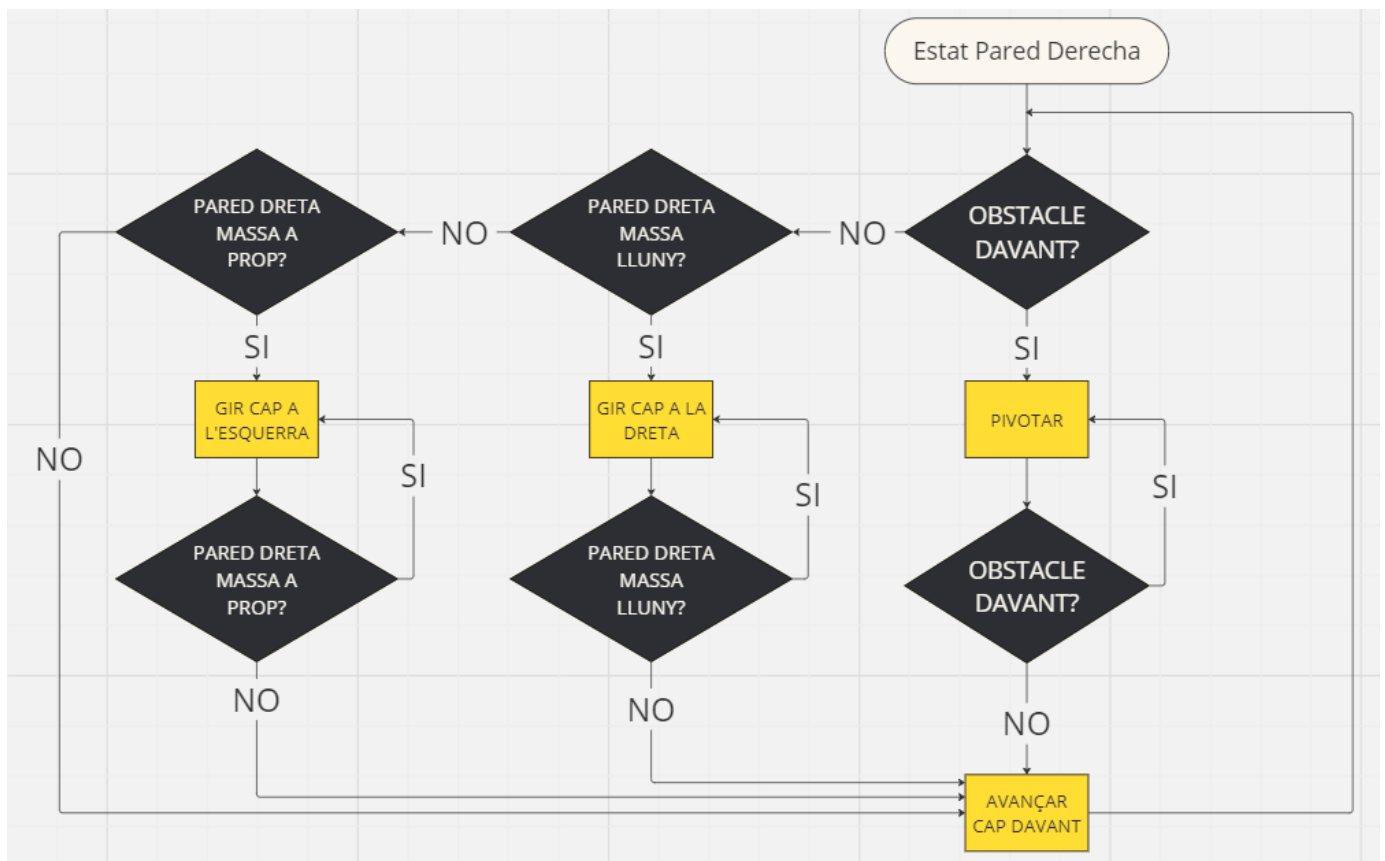 Estat Pared Derecha
PARED DRETA
MASSA A
PROP?
NO
PARED DRETA
MASSA
LLUNY?
NO
OBSTACLE
DAVANT?
SI
SI
SI
GIR CAP A
L'ESQUERRA
GIR CAP A LA
DRETA
PIVOTAR
NO
SI
SI
SI
PARED DRETA
MASSA A
PROP?
PARED DRETA
MASSA
LLUNY?
OBSTACLE
DAVANT?
NO
NO
NO
AVANÇAR
CAP DAVANT